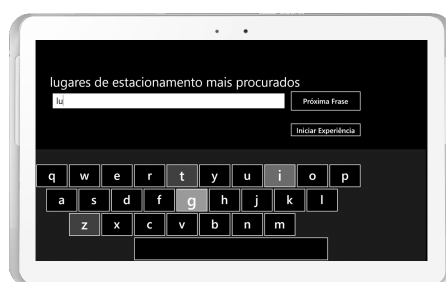 lugares de estacionamento mais procurados
lu
Próxima Frase
Iniciar Experiência
q w e r t y u i o p
a s d f g h j k l
z x c v b n m